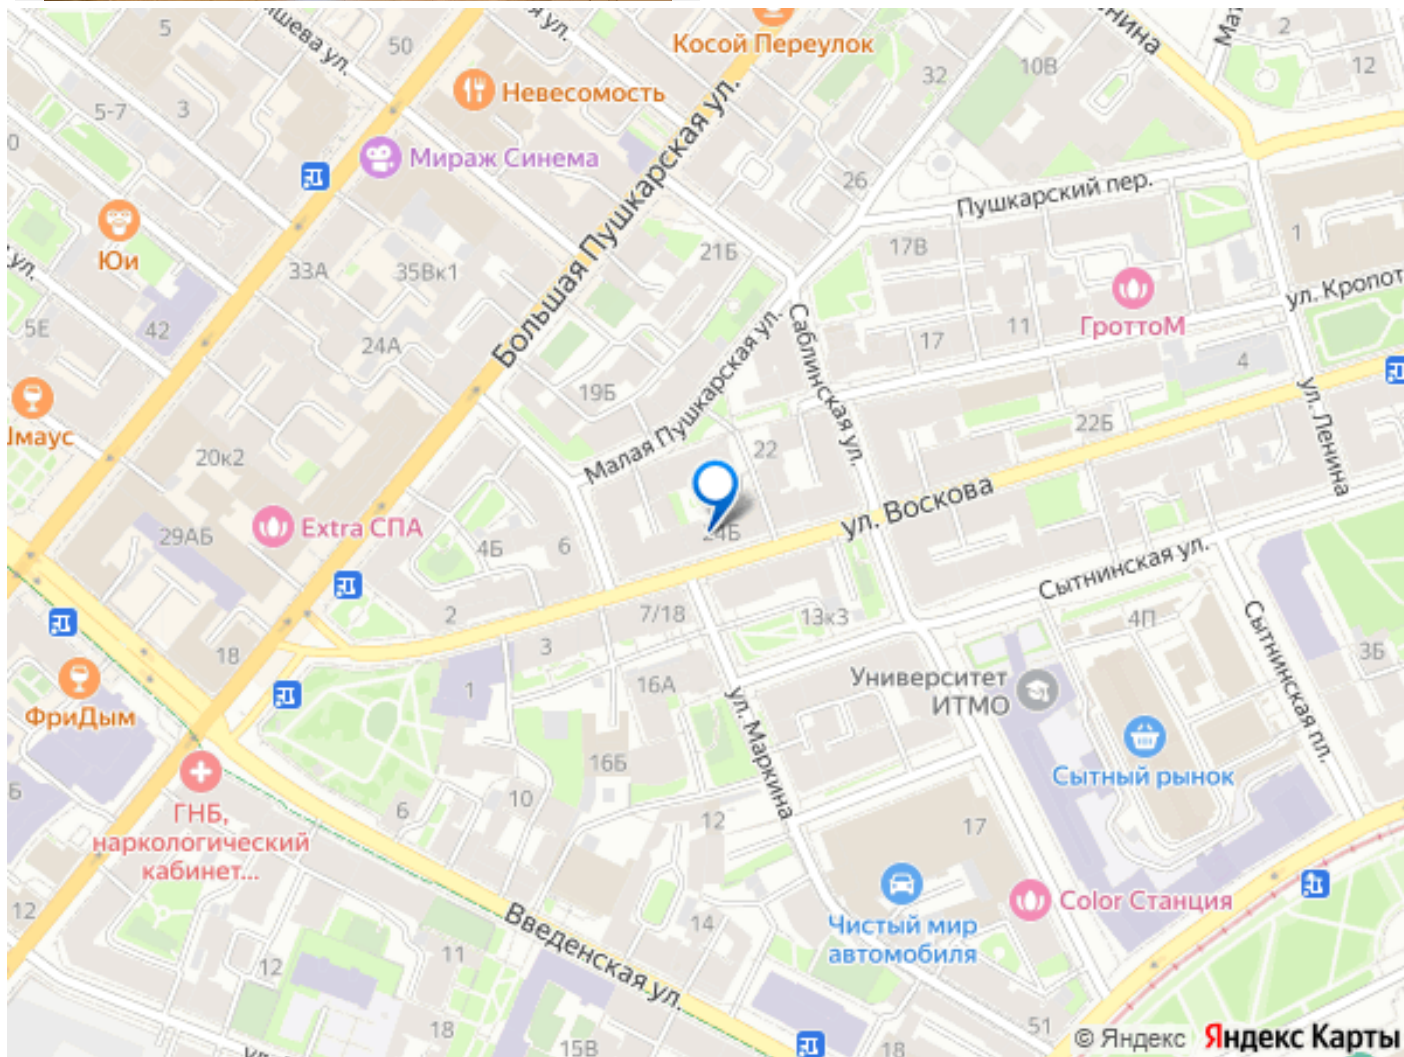 5
50
5-7
3
0
Косой Переулок
Невесомость
Мираж Синема
32
10В
2
12
26
Пушкарский пер.
Большая Пушкарская ул.
Юи
33А
35Вк1
21Б
17В
1
ул. Кропот
ГроттоМ
5Е
42
24А
17
11
4
Саблинская ул.
19Б
Малая Пушкарская ул.
22
22Б
ул. Ленина
20к2
29АБ
Extra СПА
4Б
6
24Б
ул. Воскова
Сытнинская ул.
2
7/18
13к3
4П
3
18
1
16А
Университет
ИТМО
3Б
Сытнинская пл.
ФриДым
ул. Маркина
Сытный рынок
Б
16Б
ГНБ,
наркологический
кабинет...
6
10
12
17
12
Color Станция
Чистый мир
автомобиля
14
Введенская ул.
11
12
18
15В
18
51
© Яндекс Яндекс Карты